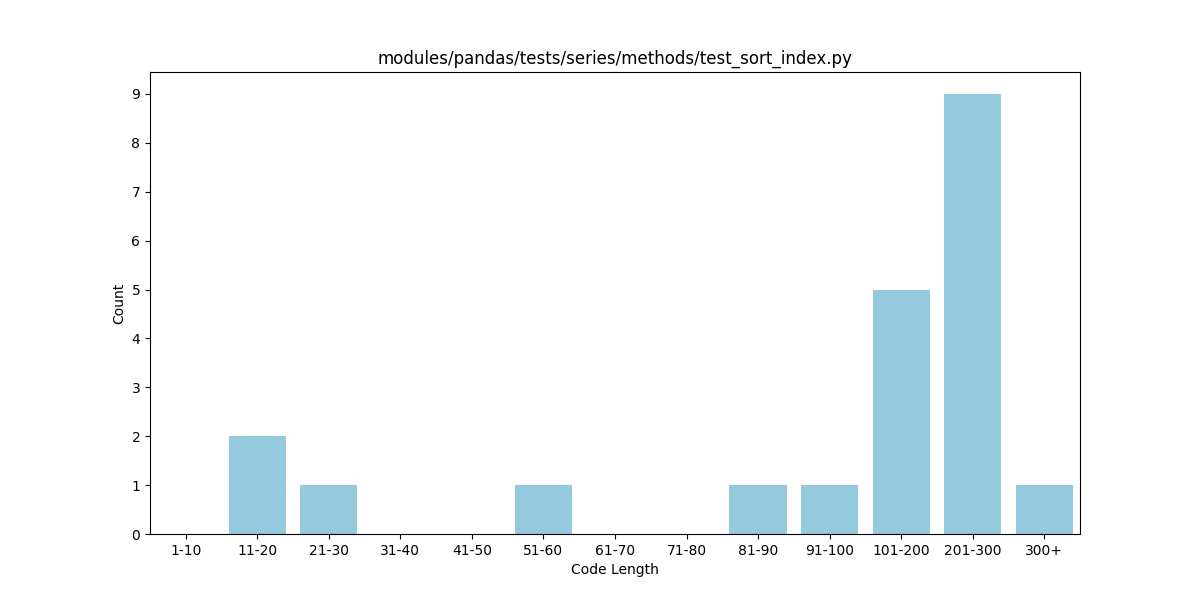 modules/pandas/tests/series/methods/test_sort_index.py
9
8
7
6
5
4
3
2
1
0
Count
1-10 11-20 21-30 31-40 41-50 51-60 61-70 71-80 81-90 91-100 101-200 201-300 300+
Code Length